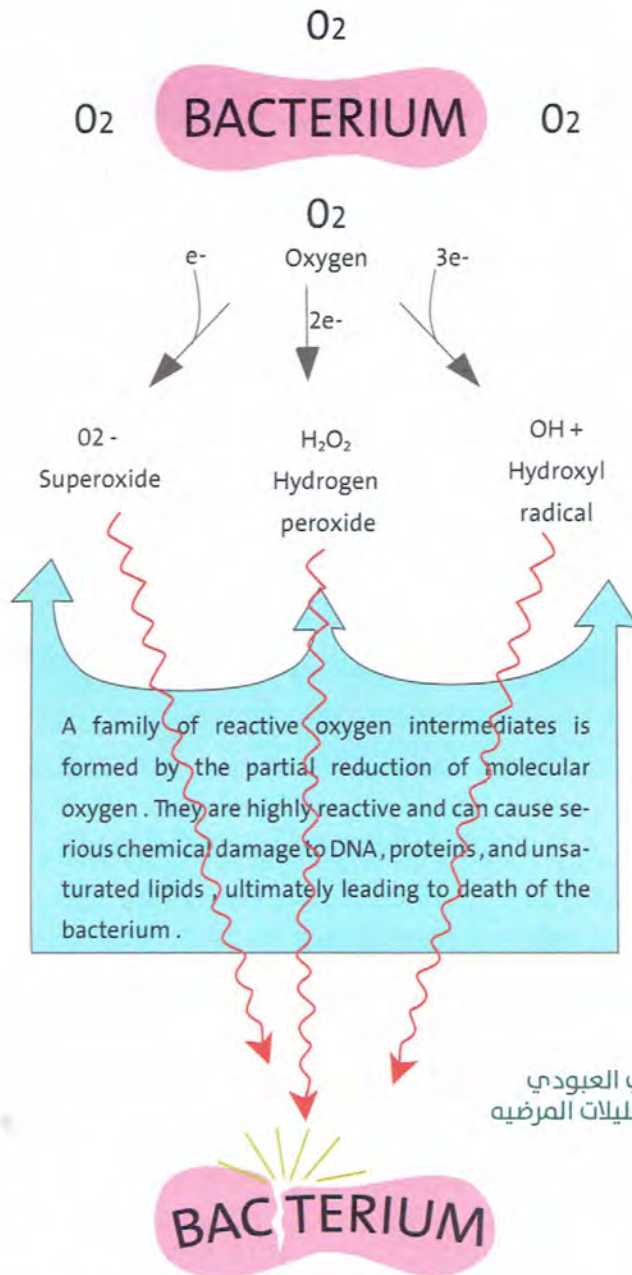 O2
O2 BACTERIUM O2
O2
e- Oxygen 3e-
2e-
O2 -
Superoxide
H₂O₂
Hydrogen
peroxide
OH +
Hydroxyl
radical
A family of reactive oxygen intermediates is
formed by the partial reduction of molecular
oxygen . They are highly reactive and can cause se-
rious chemical damage to DNA, proteins, and unsa-
turated lipids , ultimately leading to death of the
bacterium .
العبودي
المرضيه
BACTERIUM